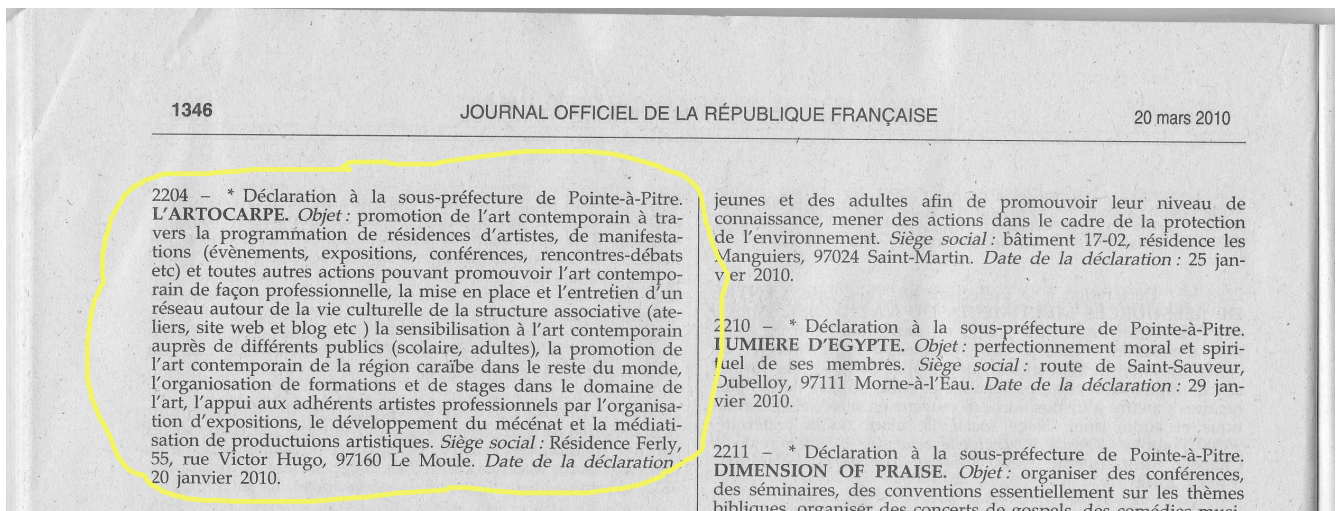 1346
JOURNAL OFFICIEL DE LA RÉPUBLIQUE FRANÇAISE
20 mars 2010
2204 – * Déclaration à la sous-préfecture de Pointe-à-Pitre.
L’ARTOCARPE. Objet : promotion de l’art contemporain à tra-
vers la programmation de résidences d’artistes, de manifesta-
tions (évènements, expositions, conférences, rencontres-débats
etc) et toutes autres actions pouvant promouvoir l’art contempo-
rain de façon professionnelle, la mise en place et l’entretien d’un
réseau autour de la vie culturelle de la structure associative (ate-
liers, site web et blog etc ) la sensibilisation à l’art contemporain
auprès de différents publics (scolaire, adultes), la promotion de
l’art contemporain de la région caraïbe dans le reste du monde,
l’organiosation de formations et de stages dans le domaine de
l’art, l’appui aux adhérents artistes professionnels par l’organisa-
tion d’expositions, le développement du mécénat et la médiati-
sation de productuions artistiques. Siège social : Résidence Ferly,
55, rue Victor Hugo, 97160 Le Moule. Date de la déclaration :
20 janvier 2010.
jeunes et des adultes afin de promouvoir leur niveau de
connaissance, mener des actions dans le cadre de la protection
de l’environnement. Siège social : bâtiment 17-02, résidence les
Manguiers, 97024 Saint-Martin. Date de la déclaration : 25 jan-
vier 2010.
2210 – * Déclaration à la sous-préfecture de Pointe-à-Pitre.
LUMIERE D’EGYPTE. Objet : perfectionnement moral et spiri-
tuel de ses membres. Siège social : route de Saint-Sauveur,
Dubelloy, 97111 Morne-à-l’Eau. Date de la déclaration : 29 jan-
vier 2010.
2211 – * Déclaration à la sous-préfecture de Pointe-à-Pitre.
DIMENSION OF PRAISE. Objet : organiser des conférences,
des séminaires, des conventions essentiellement sur les thèmes
bibliques, organiser des concerts de gospels, des comédies musi-